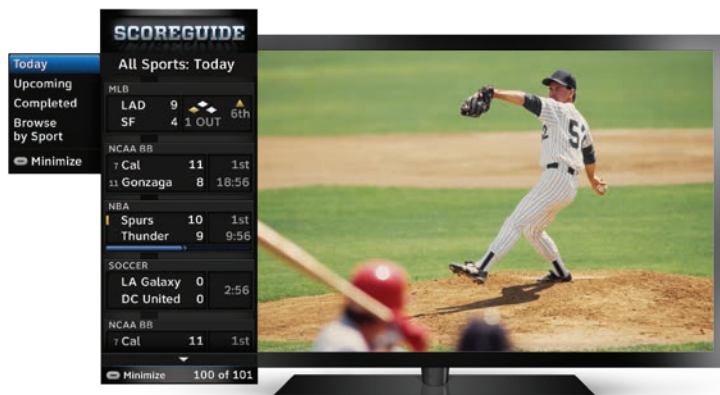 SCOREGUIDE
All Sports: Today
Today
Upcoming
Completed
Browse
by Sport
Minimize
MLB
LAD 9
SF 4 1 OUT 6th
NCAA BB
7 Cal 11 1st
11 Gonzaga 8 18:56
NBA
Spurs 10 1st
Thunder 9 9:56
SOCCER
LA Galaxy 0
DC United 0
2:56
NCAA BB
7 Cal 11 1st
Minimize 100 of 101
5